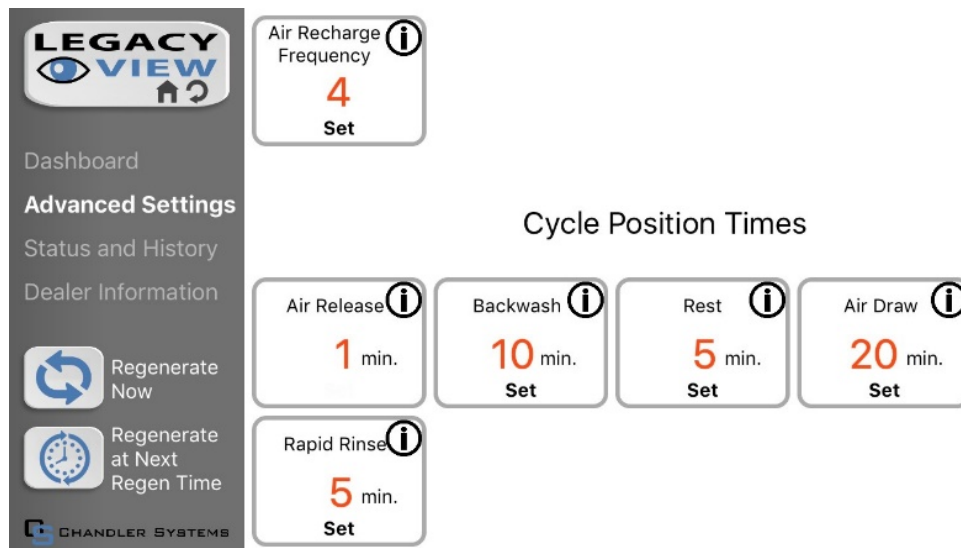 LEGACY
VIEW
Dashboard
Advanced Settings
Status and History
Dealer Information
Regenerate
Now
Regenerate
at Next
Regen Time
CS CHANDLER SYSTEMS
Air Recharge
Frequency
4
Set
Cycle Position Times
Air Release
1 min.
Backwash
10 min.
Set
Rest
5 min.
Set
Air Draw
20 min.
Set
Rapid Rinse
5 min.
Set